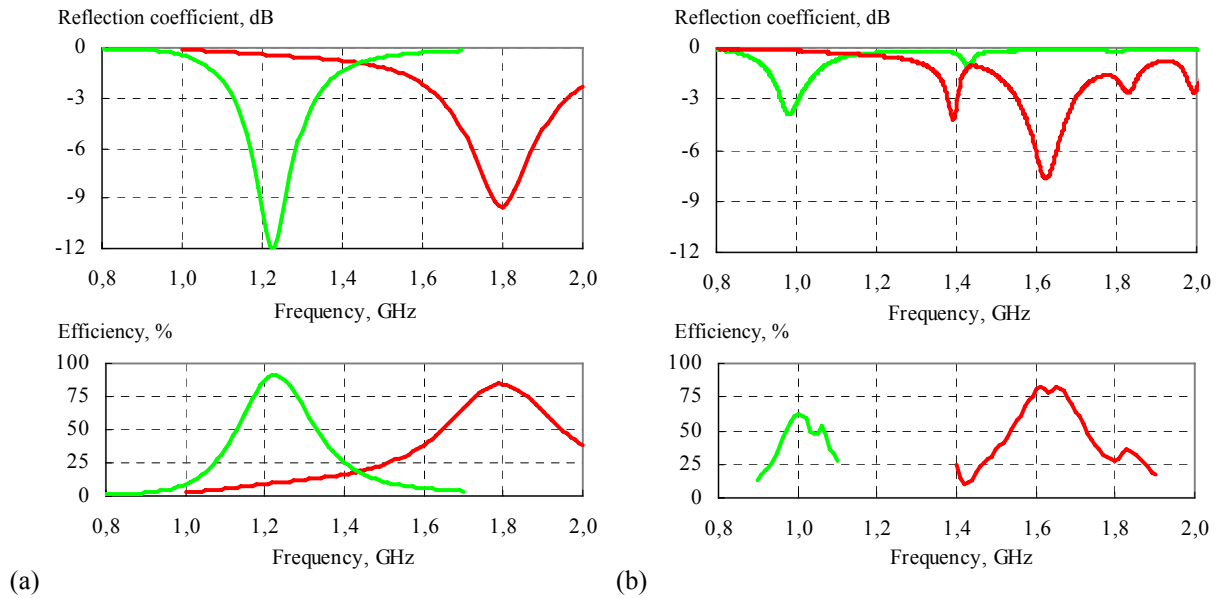 Reflection coefficient, dB
0
-3
-6
-9
-12
0,8 1,0 1,2 1,4 1,6 1,8 2,0
Frequency, GHz
Efficiency, %
100
75
50
25
0
0,8 1,0 1,2 1,4 1,6 1,8 2,0
Frequency, GHz
(a)
Reflection coefficient, dB
0
-3
-6
-9
-12
0,8 1,0 1,2 1,4 1,6 1,8 2,0
Frequency, GHz
Efficiency, %
100
75
50
25
0
0,8 1,0 1,2 1,4 1,6 1,8 2,0
Frequency, GHz
(b)